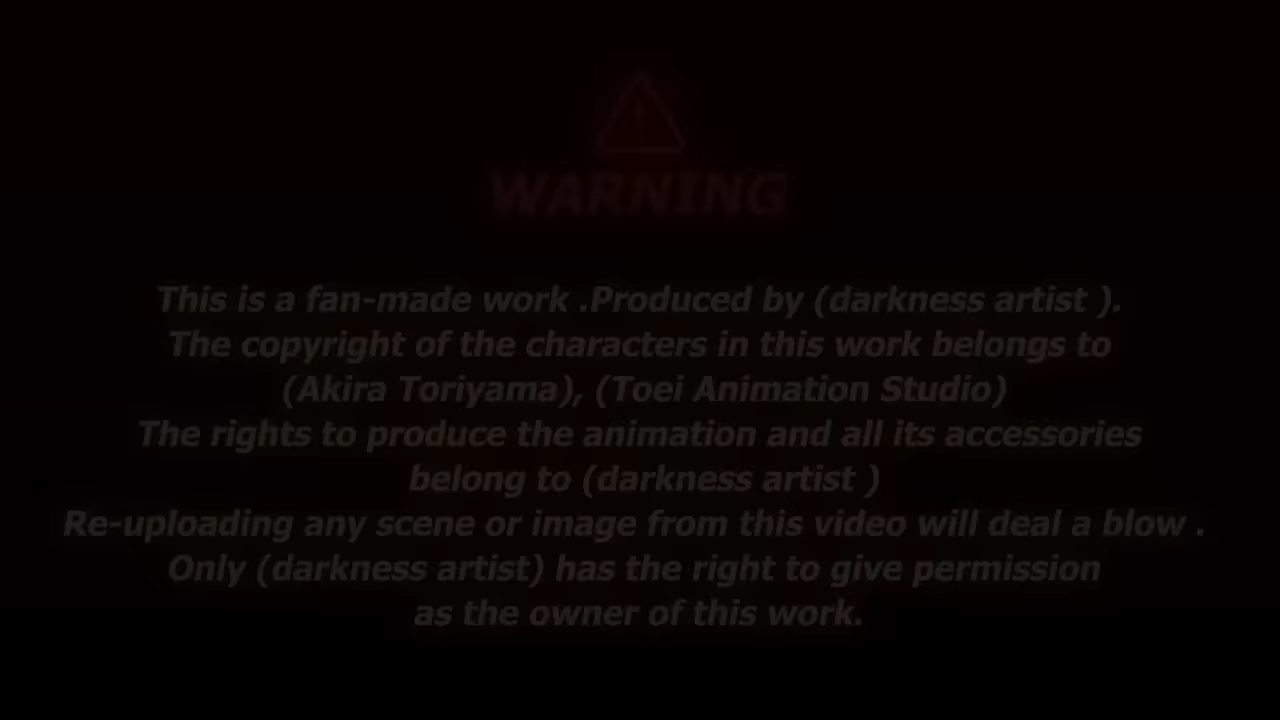 WARNING
This is a fan-made work .Produced by (darkness artist ).
The copyright of the characters in this work belongs to
(Akira Toriyama), (Toei Animation Studio)
The rights to produce the animation and all its accessories
belong to (darkness artist )
Re-uploading any scene or image from this video will deal a blow .
Only (darkness artist) has the right to give permission
as the owner of this work.